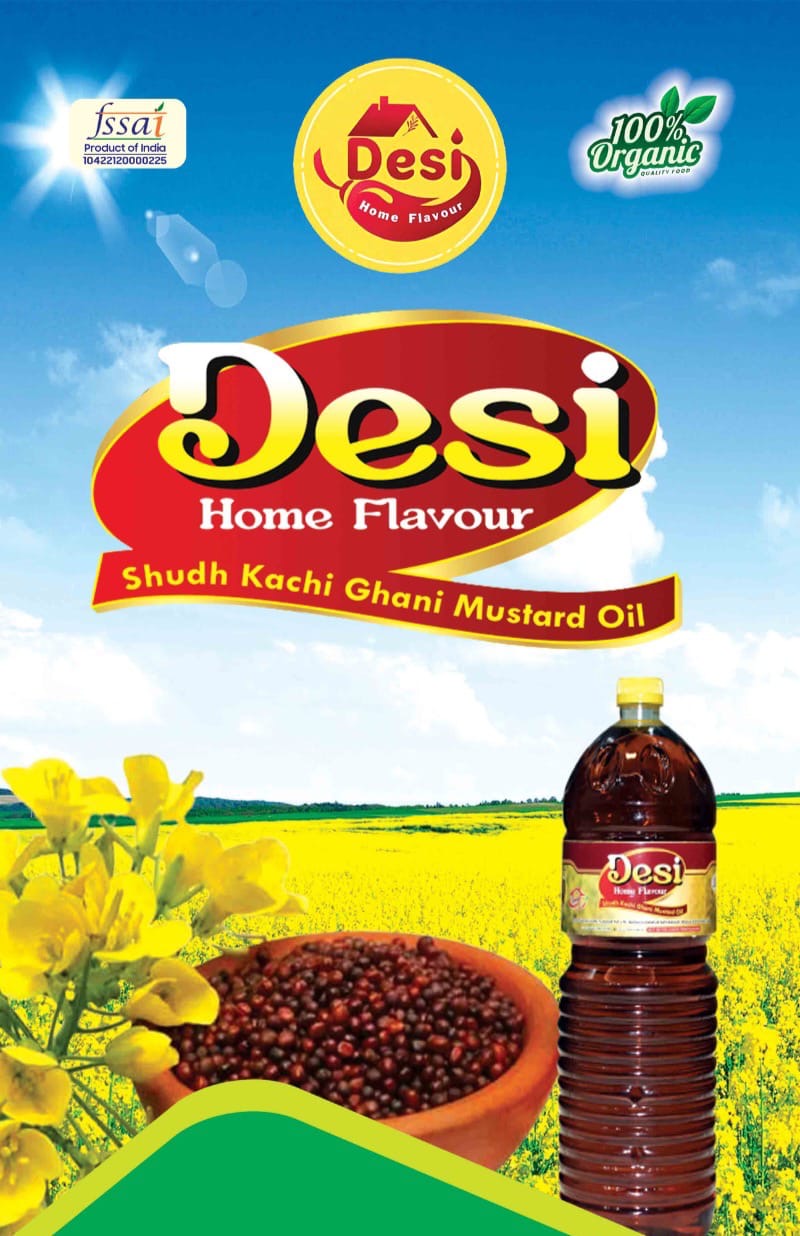 fssai
Product of India
10422120000225
Desi
Home Flavour
100%
Organic
QUALITY FOOD
Desi
Home Flavour
Shudh Kachi Ghani Mustard Oil
Desi
Home Flavour
Shudh Kachi Ghani Mustard Oil